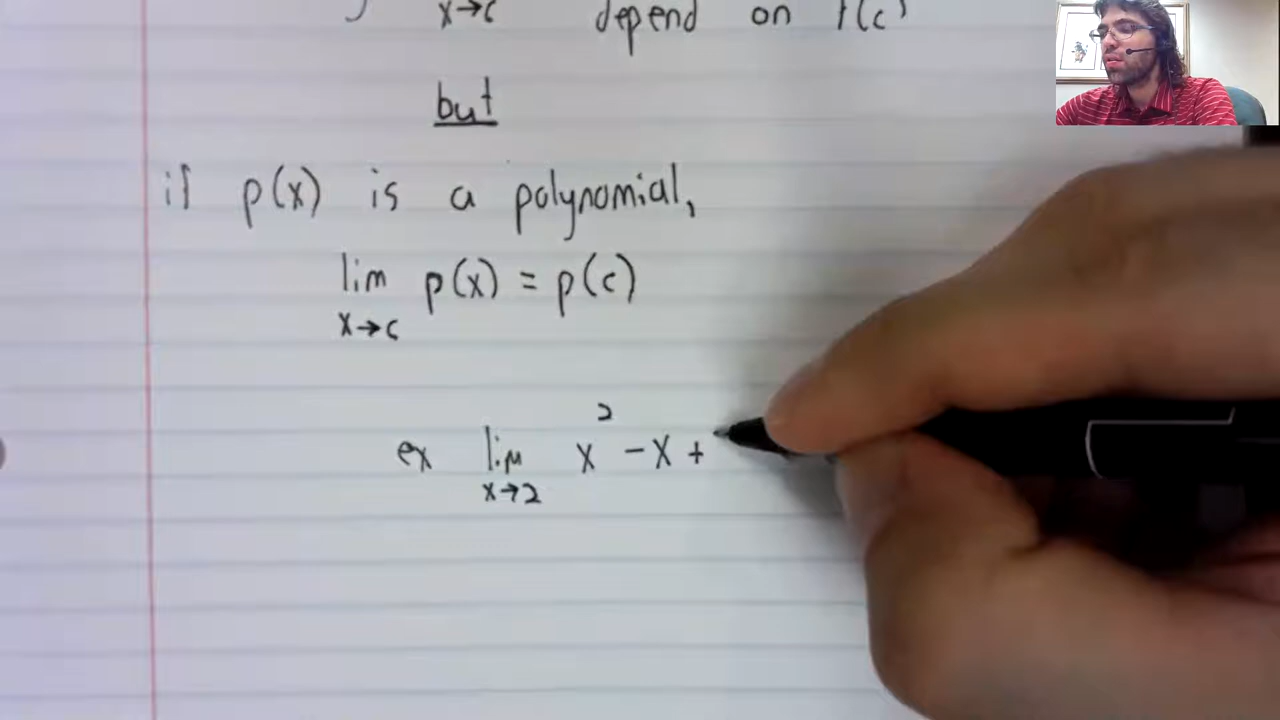 x→c depend on f(c)
but
if p(x) is a polynomial,
lim p(x) = p(c)
x→c
ex lim x² -x +
x→2